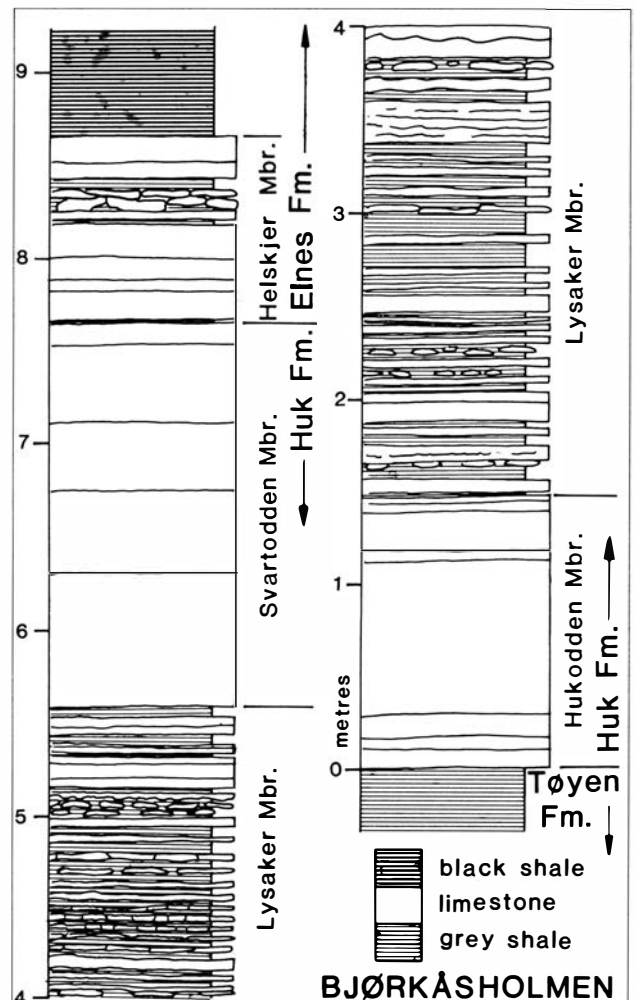 9
8
7
6
5
4
Helskjer Mbr.
Elnes Fm.
Svartodden Mbr.
Huk Fm.
Lysaker Mbr.
4
3
2
1
0
metres
Lysaker Mbr.
Hukodden Mbr.
Huk Fm.
Tøyen
Fm.
black shale
limestone
grey shale
BJØRKÅSHOLMEN